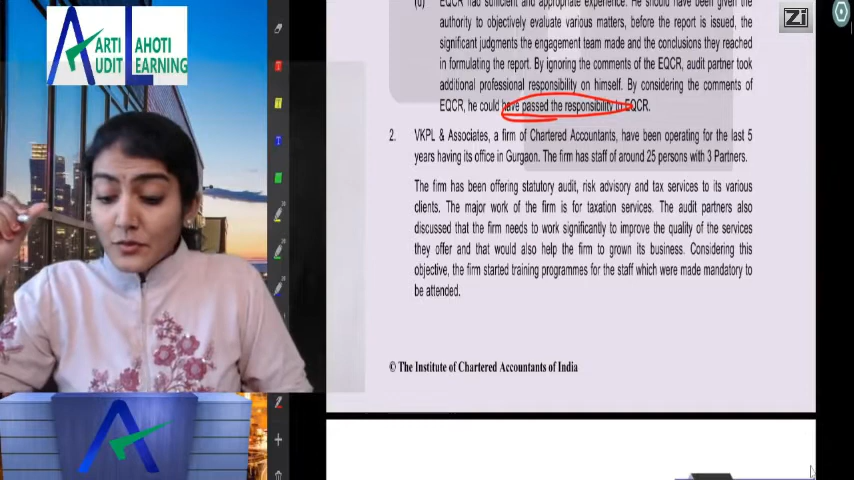 ARTI
LAHOTI
AUDIT
LEARNING
Zi
(d) EQCR had sufficient and appropriate experience. He should have been given the
authority to objectively evaluate various matters, before the report is issued, the
significant judgments the engagement team made and the conclusions they reached
in formulating the report. By ignoring the comments of the EQCR, audit partner took
additional professional responsibility on himself. By considering the comments of
EQCR, he could have passed the responsibility to EQCR.
2. VKPL & Associates, a firm of Chartered Accountants, have been operating for the last 5
years having its office in Gurgaon. The firm has staff of around 25 persons with 3 Partners.
The firm has been offering statutory audit, risk advisory and tax services to its various
clients. The major work of the firm is for taxation services. The audit partners also
discussed that the firm needs to work significantly to improve the quality of the services
they offer and that would also help the firm to grown its business. Considering this
objective, the firm started training programmes for the staff which were made mandatory to
be attended.
© The Institute of Chartered Accountants of India